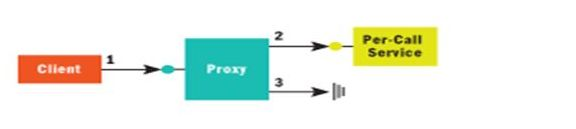 Client
1
Proxy
2
Per-Call
Service
3